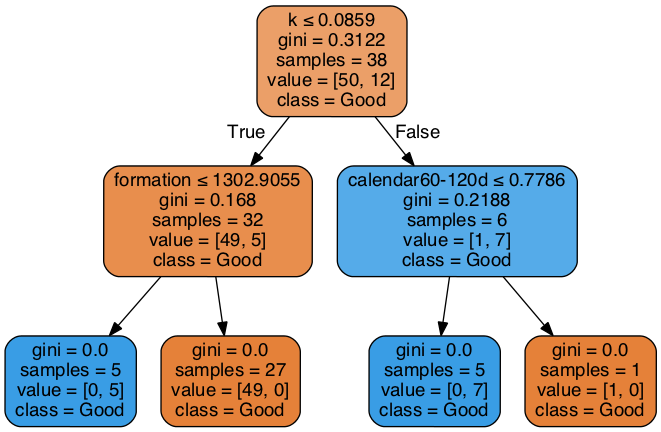 k ≤ 0.0859
gini = 0.3122
samples = 38
value = [50, 12]
class = Good
True
False
formation ≤ 1302.9055
gini = 0.168
samples = 32
value = [49, 5]
class = Good
calendar60-120d ≤ 0.7786
gini = 0.2188
samples = 6
value = [1, 7]
class = Good
gini = 0.0
samples = 5
value = [0, 5]
class = Good
gini = 0.0
samples = 27
value = [49, 0]
class = Good
gini = 0.0
samples = 5
value = [0, 7]
class = Good
gini = 0.0
samples = 1
value = [1, 0]
class = Good